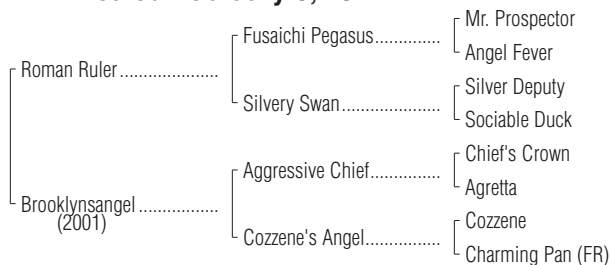 Mr. Prospector
Fusaichi Pegasus
Angel Fever
Roman Ruler
Silver Deputy
Silvery Swan
Sociable Duck
Chief's Crown
Aggressive Chief
Agretta
Brooklynsangel
(2001)
Cozzene
Cozzene's Angel
Charming Pan (FR)